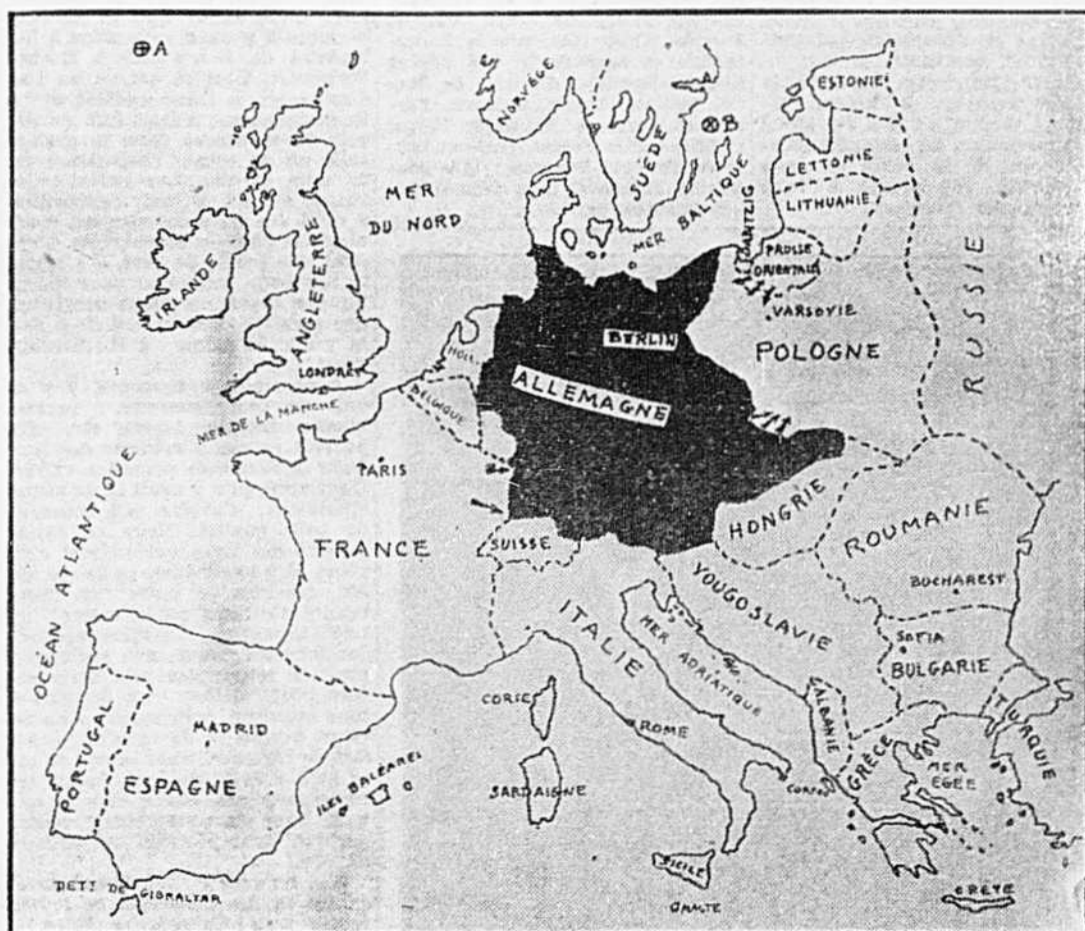 A
NORVÈGE
SUÈDE
A
B
ESTONIE
LETTONIE
LITHUANIE
MER
DU NORD
MER BALTIQUE
DANTZIG
PRUSSE
ORIENTALE
VARSOVIE
RUSSIE
IRLANDE
ANGLETERRE
LONDRES
BERLIN
POLOGNE
ALLEMAGNE
BELGIQUE
MER DE LA MANCHE
PARIS
OCEAN ATLANTIQUE
FRANCE
SUISSE
HONGRIE
ROUMANIE
BUCHAREST
YOUGOSLAVIE
ITALIE
MER
ADRIATIQUE
SOFIA
BULGARIE
TURQUIE
CORSE
ROME
ALBANIE
GRÈCE
MER
EGÉE
PORTUGAL
MADRID
ESPAGNE
ILES BALÉARES
SARDAIGNE
CORFOU
SICILE
DETT DE
GIBRALTAR
MALTE
CRÈTE